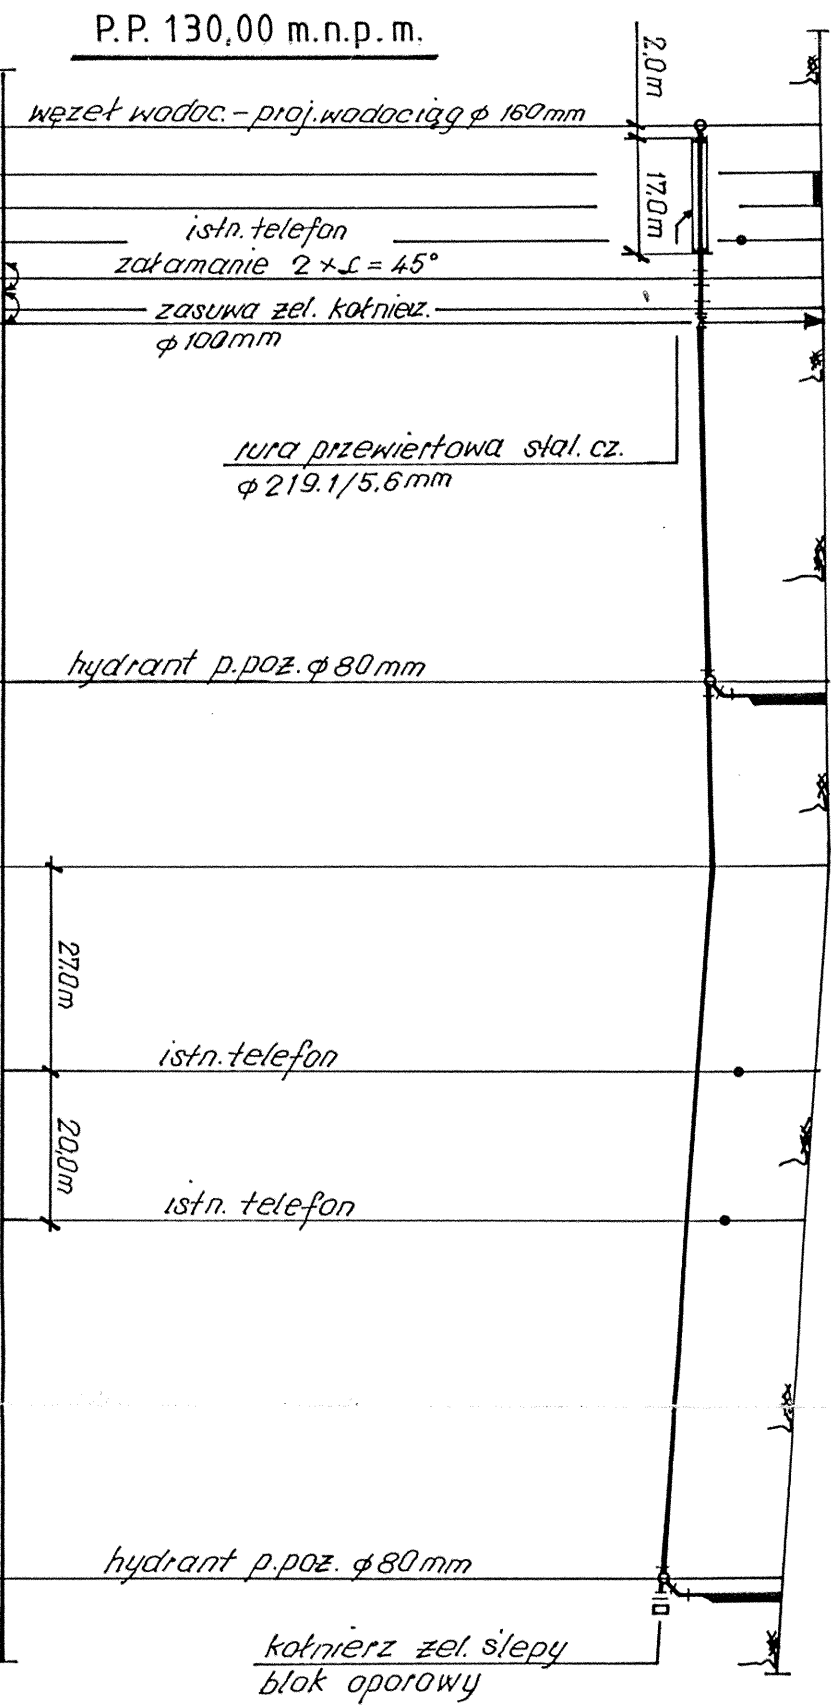 P.P. 130,00 m.n.p.m.
2.0m
węzeł wodoc. - proj. wodociąg ϕ 160mm
17.0m
istn. telefon
załamanie 2 × £ = 45°
zasuwa żel. kołnierz.
ϕ 100mm
rura przewiertowa stal. cz.
ϕ 219.1/5.6mm
hydrant p.poż. ϕ 80mm
27.0m
istn. telefon
20,0m
istn. telefon
hydrant p.poż. ϕ 80mm
kołnierz żel. ślepy
blok oporowy